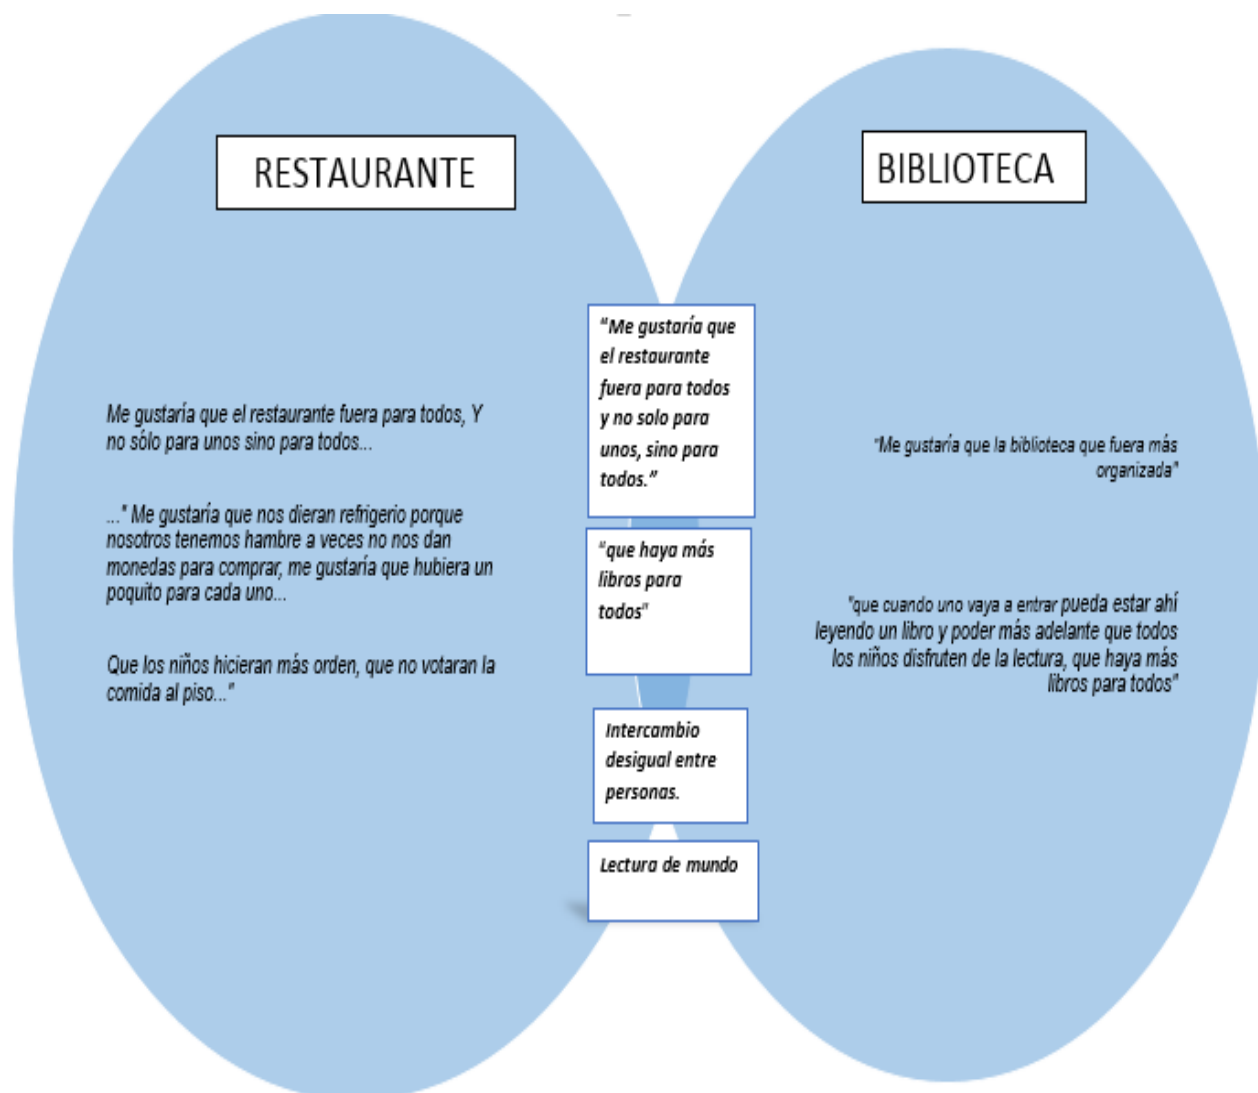 RESTAURANTE
Me gustaría que el restaurante fuera para todos, Y
no sólo para unos sino para todos...
..." Me gustaría que nos dieran refrigerio porque
nosotros tenemos hambre a veces no nos dan
monedas para comprar, me gustaría que hubiera un
poquito para cada uno...
Que los niños hicieran más orden, que no votaran la
comida al piso..."
"Me gustaría que
el restaurante
fuera para todos
y no solo para
unos, sino para
todos."
"que haya más
libros para
todos"
Intercambio
desigual entre
personas.
Lectura de mundo
BIBLIOTECA
"Me gustaría que la biblioteca que fuera más
organizada"
"que cuando uno vaya a entrar pueda estar ahí
leyendo un libro y poder más adelante que todos
los niños disfruten de la lectura, que haya más
libros para todos"